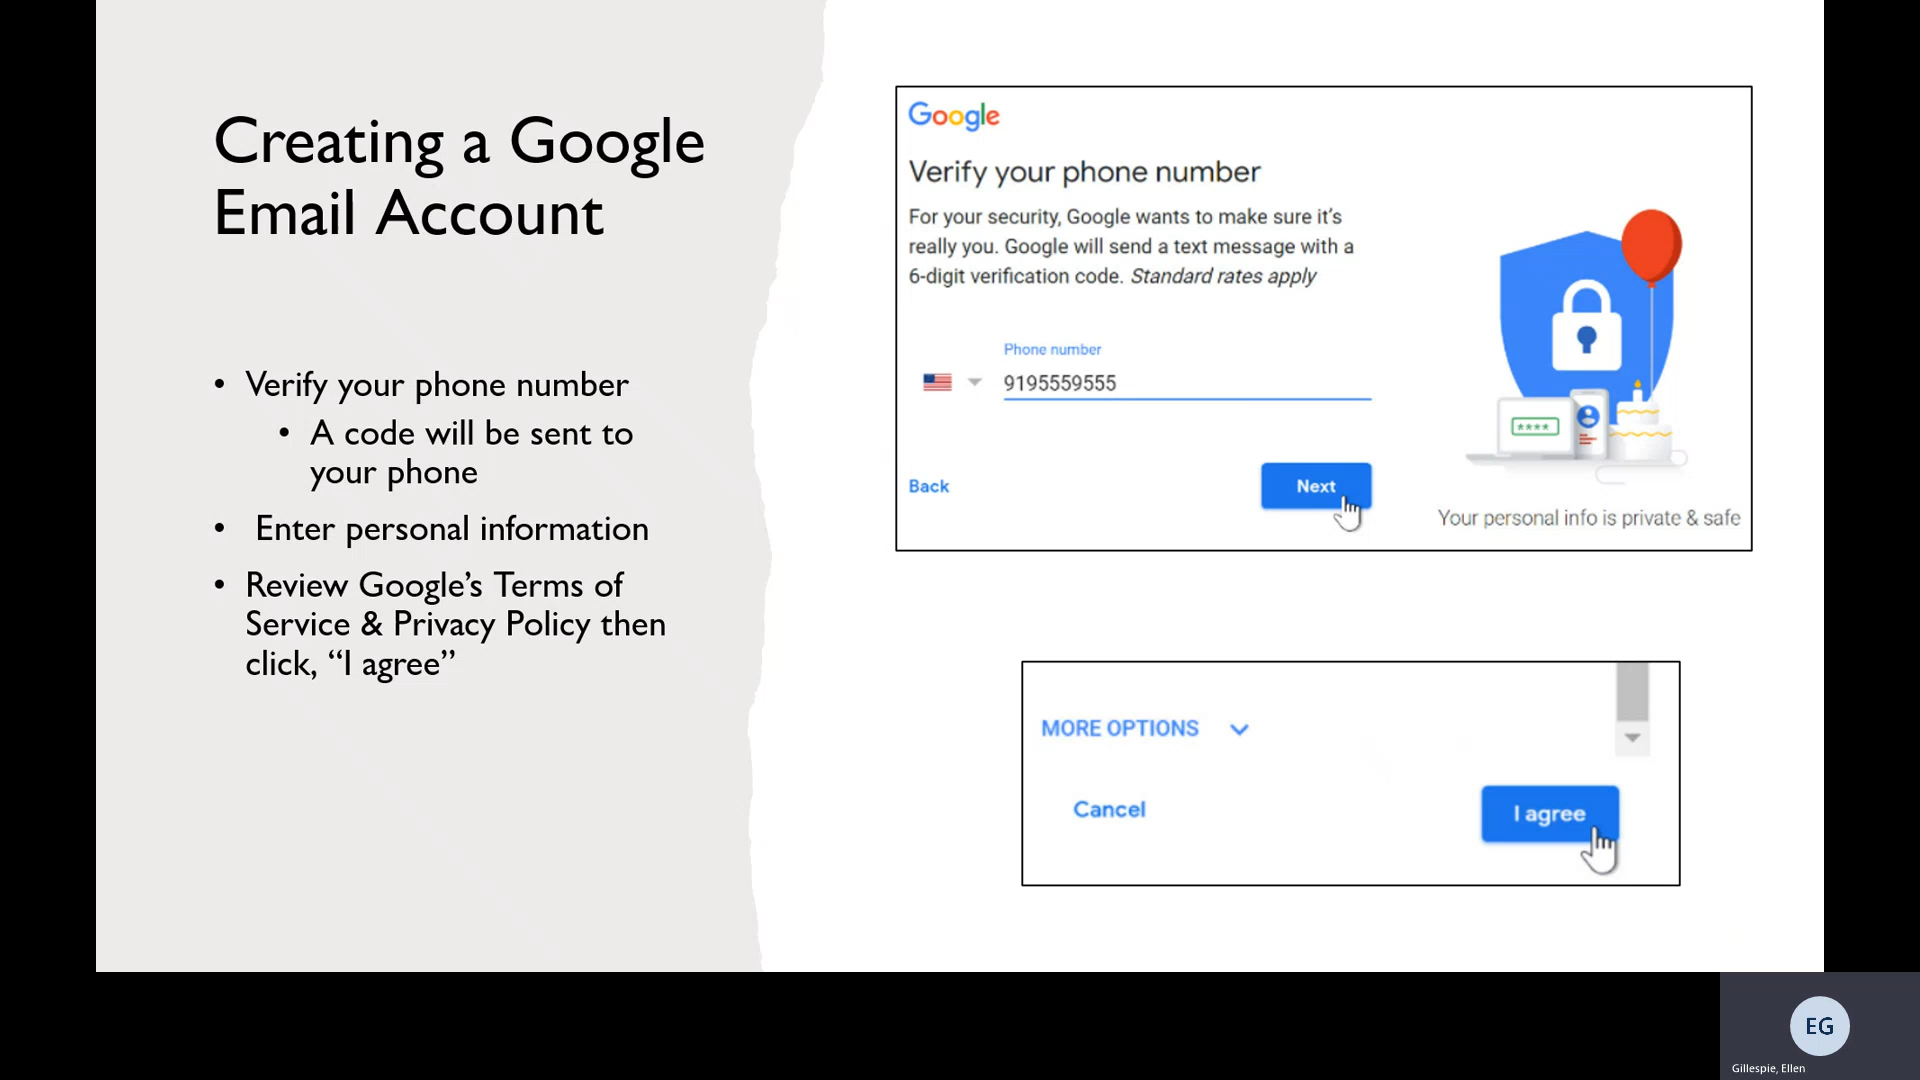 Creating a Google
Email Account
• Verify your phone number
• A code will be sent to
your phone
• Enter personal information
• Review Google’s Terms of
Service & Privacy Policy then
click, “I agree”
Google
Verify your phone number
For your security, Google wants to make sure it’s
really you. Google will send a text message with a
6-digit verification code. Standard rates apply
Phone number
9195559555
Back
Next
****
Your personal info is private & safe
MORE OPTIONS
Cancel
I agree
EG
Gillespie, Ellen